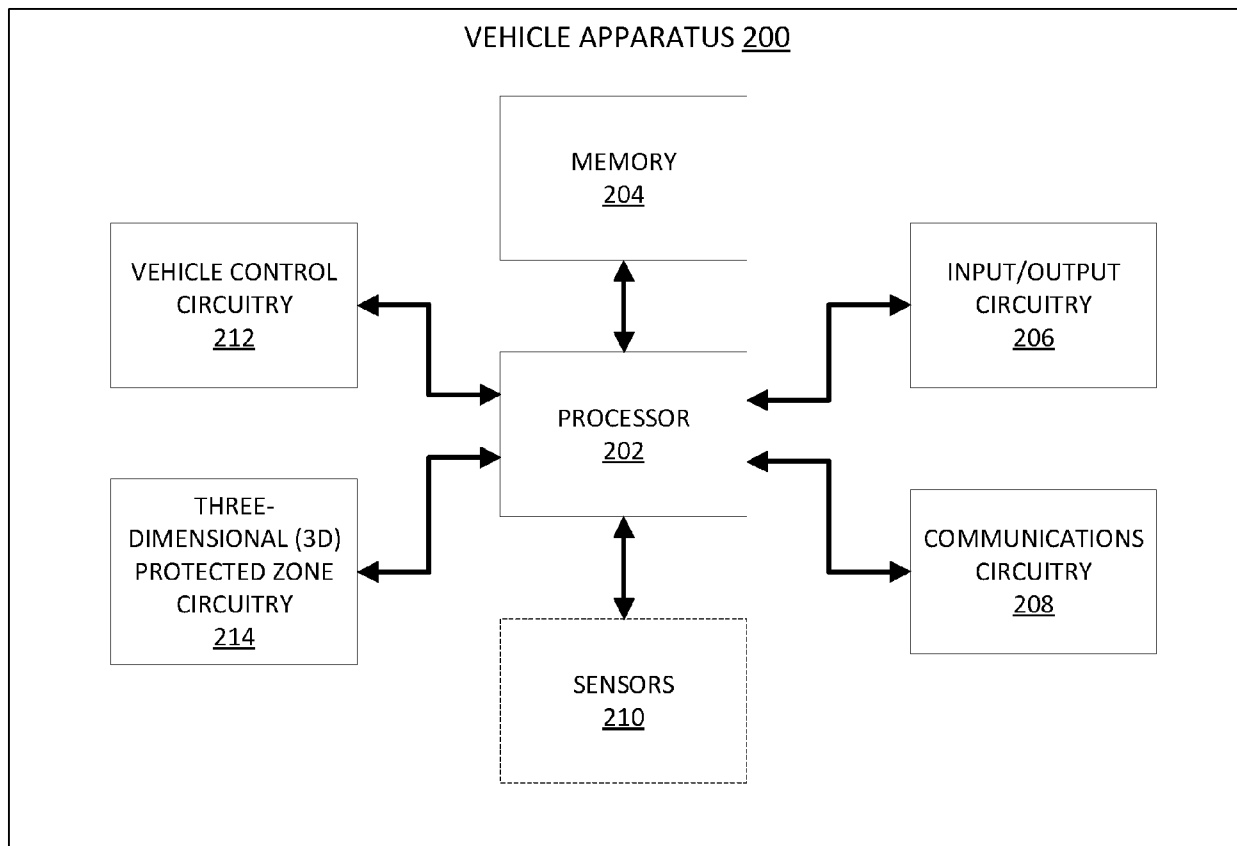 VEHICLE APPARATUS 200
MEMORY
204
VEHICLE CONTROL
CIRCUITRY
212
INPUT/OUTPUT
CIRCUITRY
206
PROCESSOR
202
THREE-
DIMENSIONAL (3D)
PROTECTED ZONE
CIRCUITRY
214
COMMUNICATIONS
CIRCUITRY
208
SENSORS
210